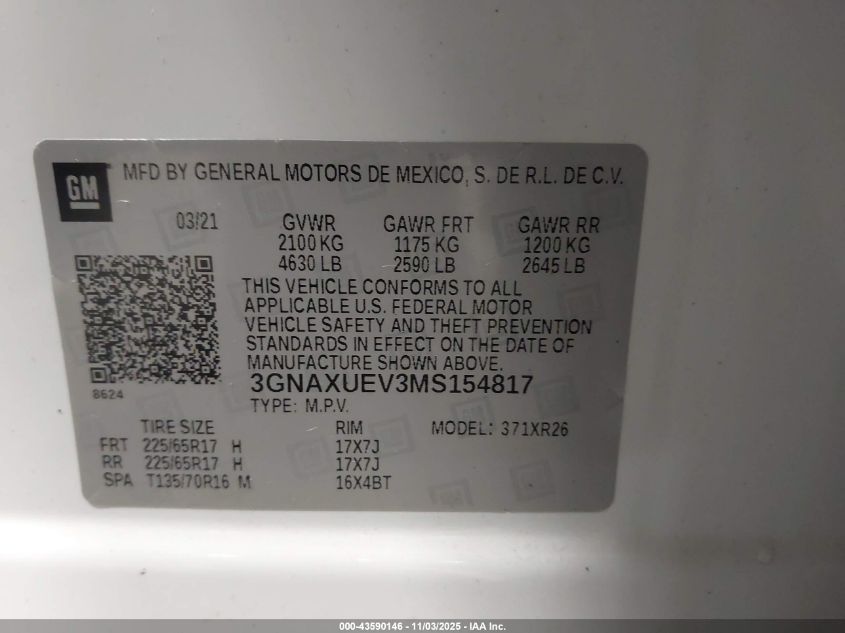 GM MFD BY GENERAL MOTORS DE MEXICO, S. DE R.L. DE C.V.
03/21 GVWR GAWR FRT GAWR RR
2100 KG 1175 KG 1200 KG
4630 LB 2590 LB 2645 LB
THIS VEHICLE CONFORMS TO ALL
APPLICABLE U.S. FEDERAL MOTOR
VEHICLE SAFETY AND THEFT PREVENTION
STANDARDS IN EFFECT ON THE DATE OF
MANUFACTURE SHOWN ABOVE.
3GNAXUEV3MS154817
8624
TYPE: M.P.V.
TIRE SIZE RIM MODEL: 371XR26
FRT 225/65R17 H 17X7J
RR 225/65R17 H 17X7J
SPA T135/70R16 M 16X4BT
000-43590146 - 11/03/2025 - IAA Inc.